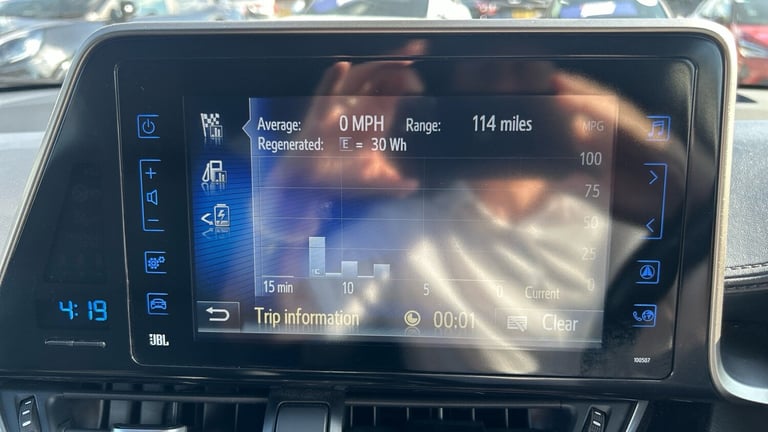 Average: 0 MPH Range: 114 miles
Regenerated: E = 30 Wh
MPG
100
75
50
25
0
15 min 10 5 0 Current
Trip information 00:01 Clear
4:19
JBL
100507